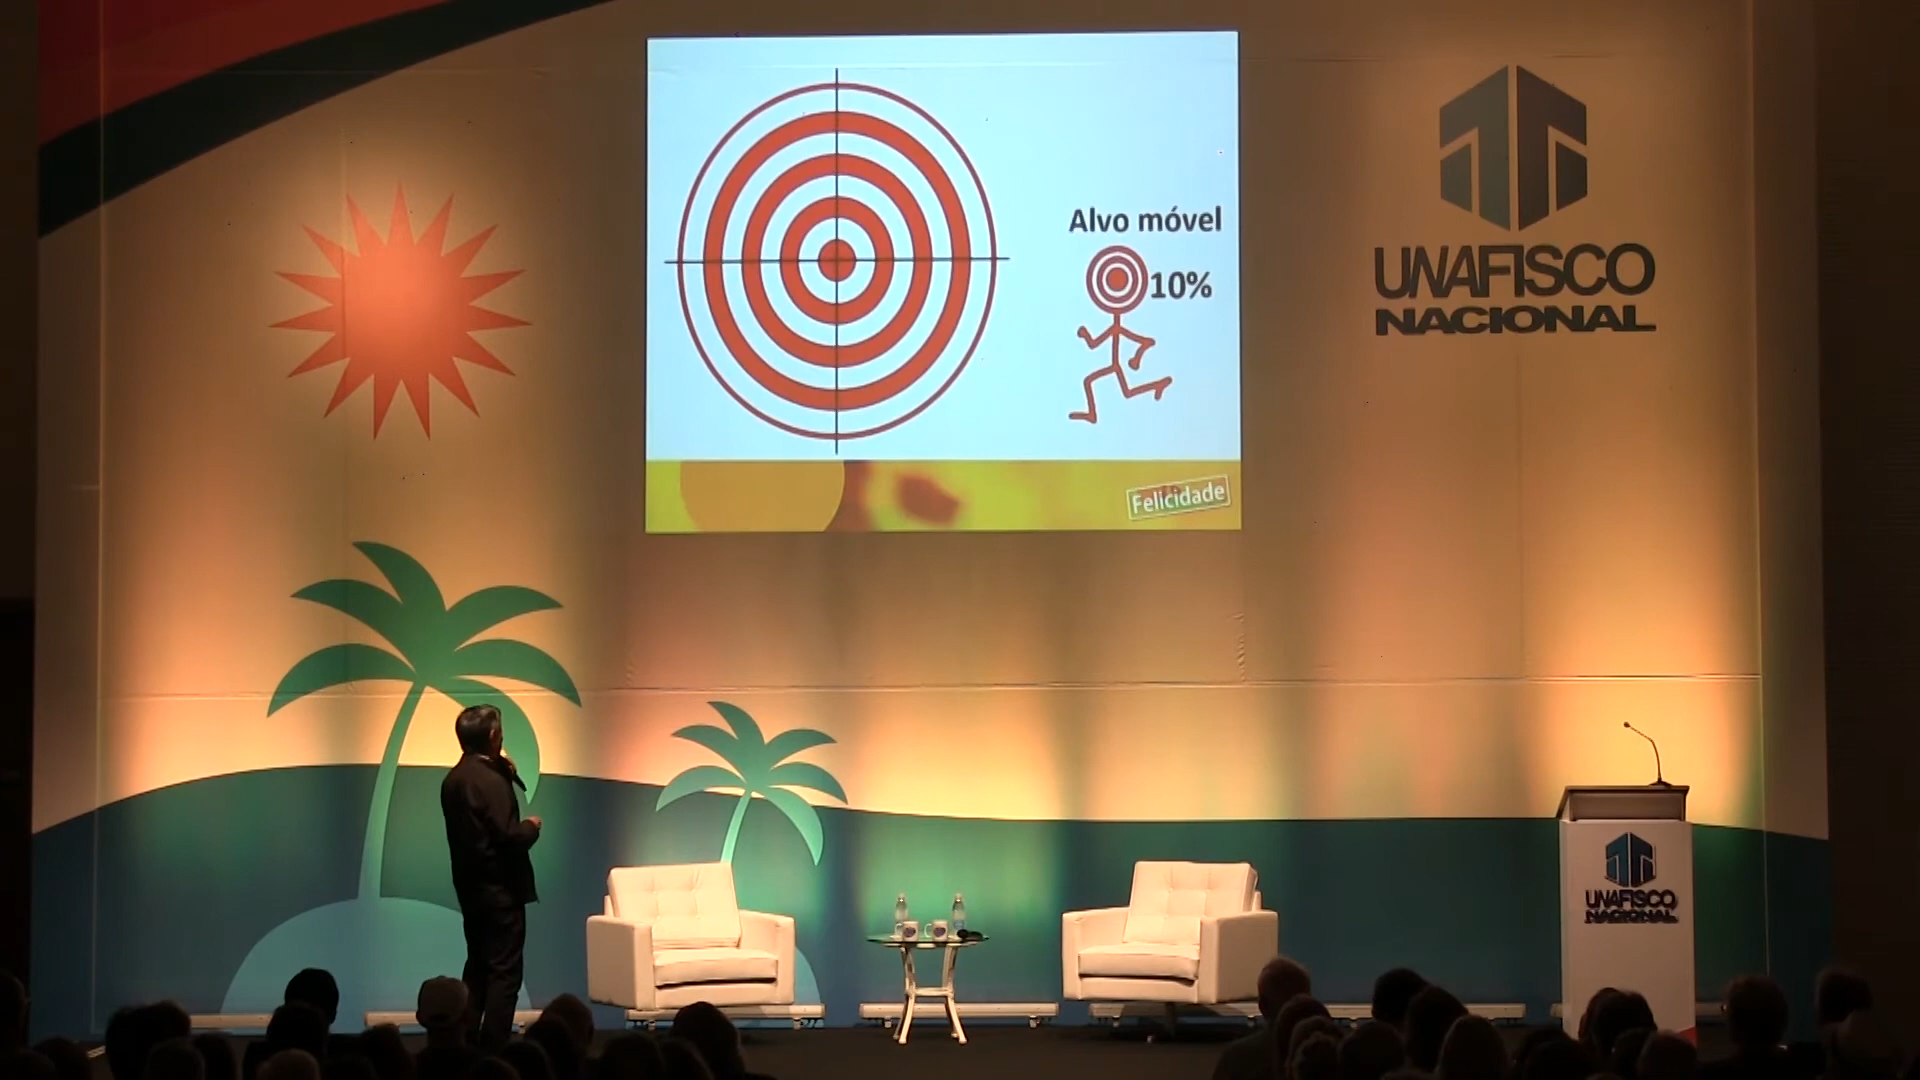 Alvo móvel
10%
Felicidade
UNAFISCO
NACIONAL
UNAFISCO
NACIONAL